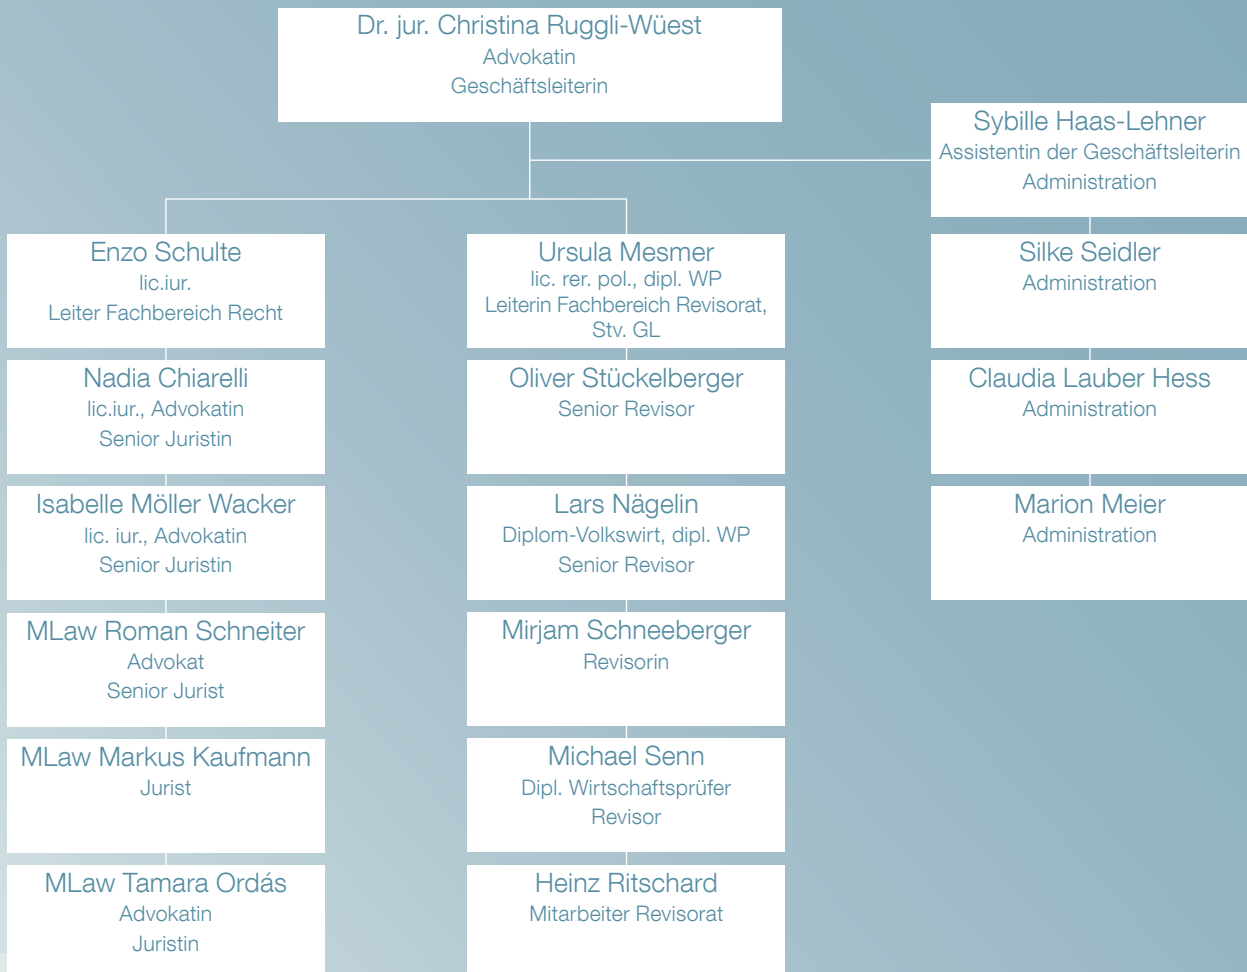 Dr. jur. Christina Ruggli-Wüest
Advokatin
Geschäftsleiterin
Sybille Haas-Lehner
Assistentin der Geschäftsleiterin
Administration
Enzo Schulte
lic.iur.
Leiter Fachbereich Recht
Nadia Chiarelli
lic.iur., Advokatin
Senior Juristin
Isabelle Möller Wacker
lic. iur., Advokatin
Senior Juristin
MLaw Roman Schneiter
Advokat
Senior Jurist
MLaw Markus Kaufmann
Jurist
MLaw Tamara Ordás
Advokatin
Juristin
Ursula Mesmer
lic. rer. pol., dipl. WP
Leiterin Fachbereich Revisorat,
Stv. GL
Oliver Stückelberger
Senior Revisor
Lars Nägelin
Diplom-Volkswirt, dipl. WP
Senior Revisor
Mirjam Schneeberger
Revisorin
Michael Senn
Dipl. Wirtschaftsprüfer
Revisor
Heinz Ritschard
Mitarbeiter Revisorat
Silke Seidler
Administration
Claudia Lauber Hess
Administration
Marion Meier
Administration